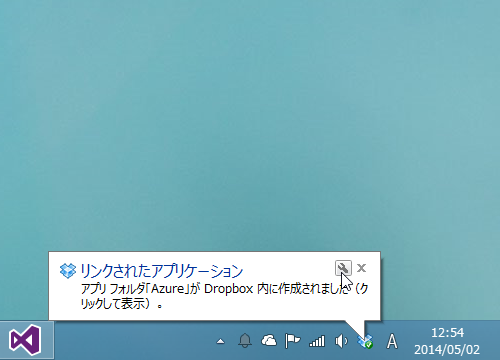 リンクされたアプリケーション
アプリ フォルダ「Azure」が Dropbox 内に作成されました（ク
リックして表示）。
A
12:54
2014/05/02